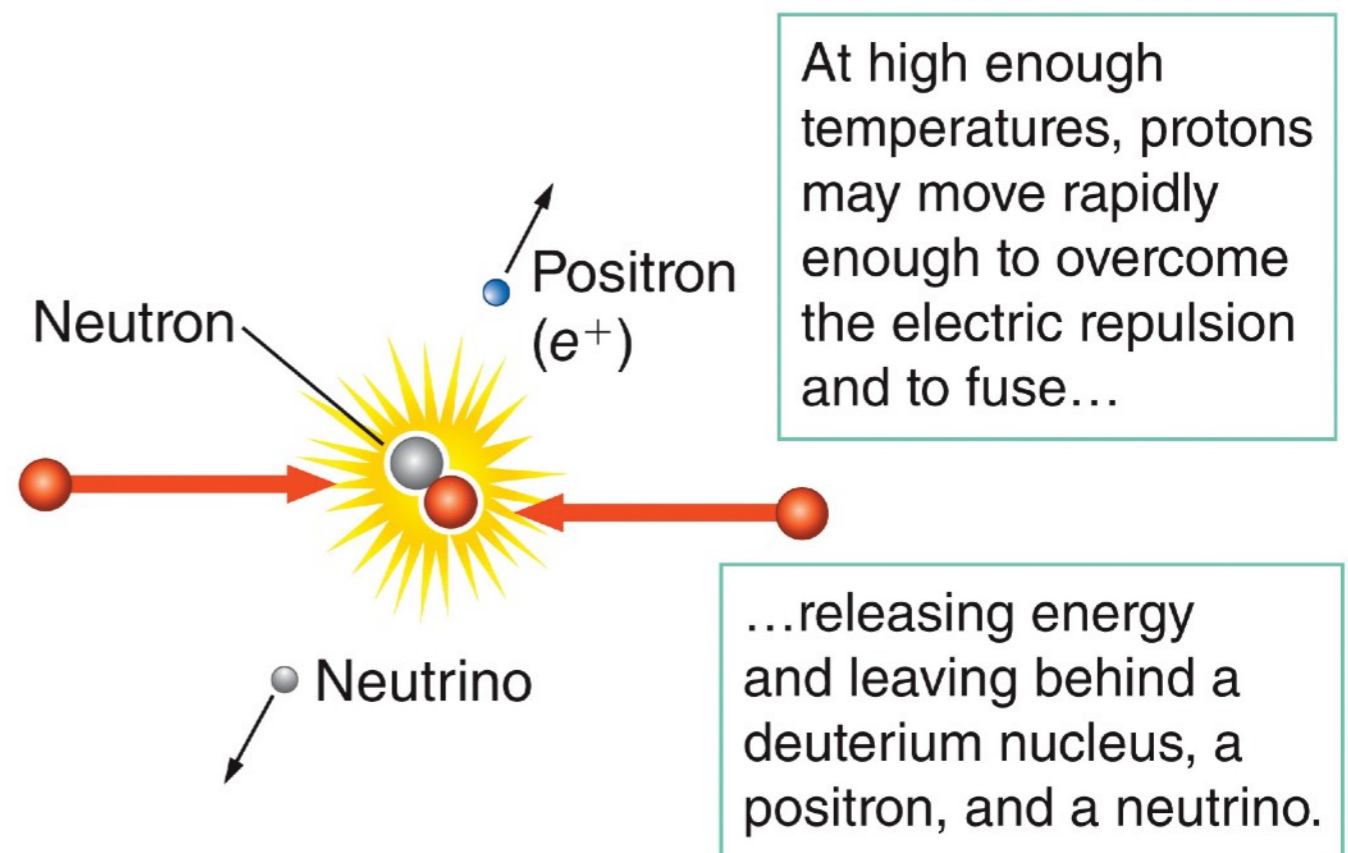 At high enough
temperatures, protons
may move rapidly
enough to overcome
the electric repulsion
and to fuse…
Positron
(e⁺)
Neutron
Neutrino
…releasing energy
and leaving behind a
deuterium nucleus, a
positron, and a neutrino.